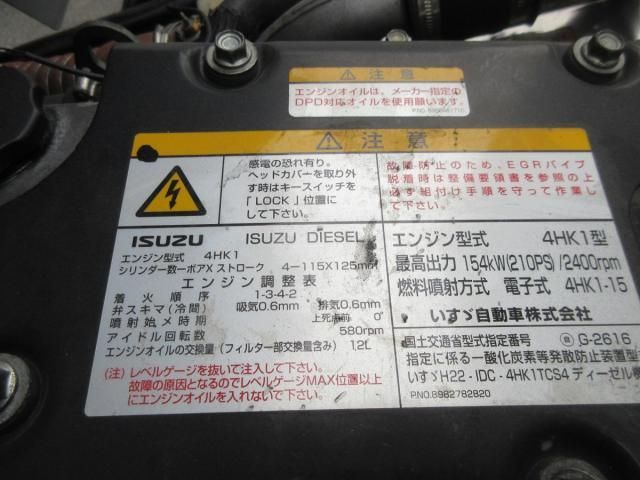 注 意
エンジンオイルは、メーカー指定の
DPD対応オイルを使用願います。
注 意
感電の恐れ有り。
ヘッドカバーを取り外
す時はキースイッチを
「LOCK」位置に
して下さい。
故障防止のため、EGRパイプ
脱着時は整備要領書を参照の上
必ず組付け手順を守って作業し
て下さい。
ISUZU ISUZU DIESEL
エンジン型式 4HK1
シリンダー数ーボアXストローク 4-115X125mm
エンジン調整表
着火順序 1-3-4-2
弁スキマ(冷間) 吸気0.6mm 排気0.6mm
噴射始メ時期 上死点前 0°
アイドル回転数 580rpm
エンジンオイルの交換量(フィルター部交換量含み) 12L
(注)レベルゲージを抜いて注入して下さい。
故障の原因となるのでレベルゲージMAX位置以上
にエンジンオイルを入れないで下さい。
エンジン型式 4HK1型
最高出力 154kW(210PS)/2400rpm
燃料噴射方式 電子式 4HK1-15
いすゞ自動車株式会社
国土交通省型式指定番号 G-2616
指定に係る一酸化炭素等発散防止装置型式
いすゞH22-IDC-4HK1TCS4ディーゼル機
P.NO.8982782820